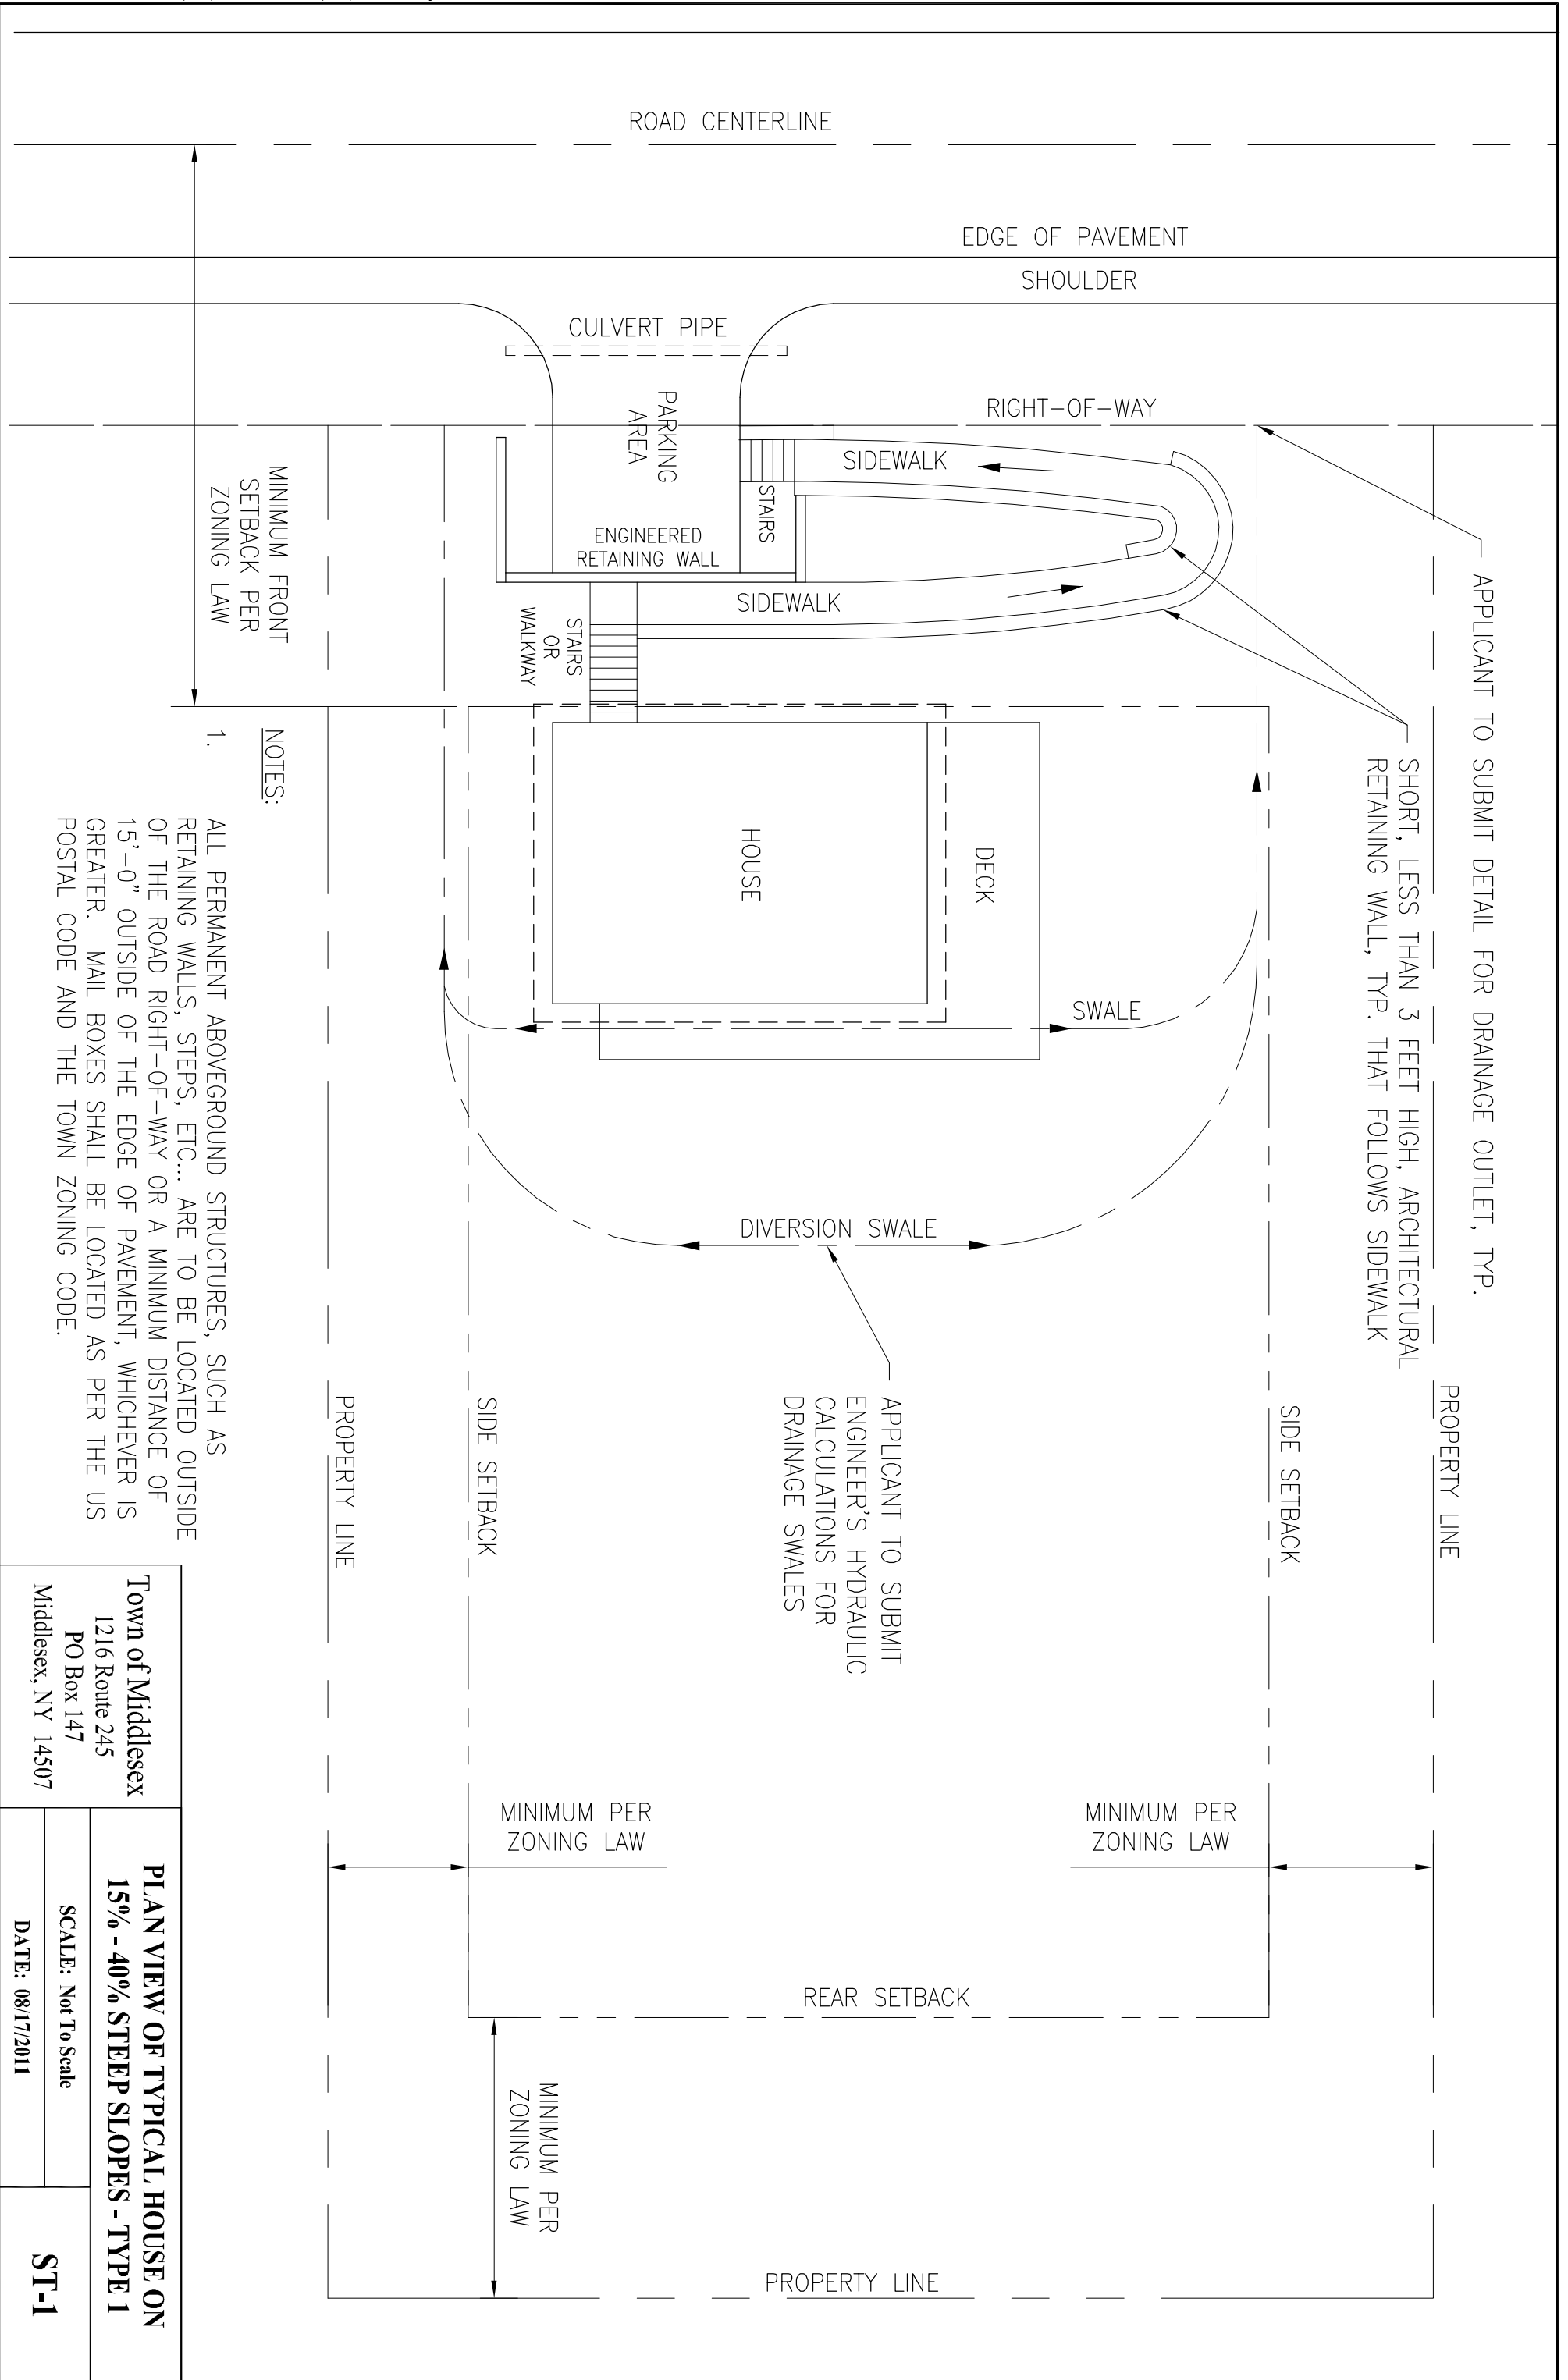 ROAD CENTERLINE
EDGE OF PAVEMENT
SHOULDER
CULVERT PIPE
RIGHT-OF-WAY
PARKING
AREA
SIDEWALK
STAIRS
ENGINEERED
RETAINING WALL
SIDEWALK
STAIRS
OR
WALKWAY
MINIMUM FRONT
SETBACK PER
ZONING LAW
APPLICANT TO SUBMIT DETAIL FOR DRAINAGE OUTLET, TYP.
SHORT, LESS THAN 3 FEET HIGH, ARCHITECTURAL
RETAINING WALL, TYP. THAT FOLLOWS SIDEWALK
HOUSE
DECK
SWALE
DIVERSION SWALE
APPLICANT TO SUBMIT
ENGINEER'S HYDRAULIC
CALCULATIONS FOR
DRAINAGE SWALES
PROPERTY LINE
SIDE SETBACK
SIDE SETBACK
PROPERTY LINE
MINIMUM PER
ZONING LAW
MINIMUM PER
ZONING LAW
REAR SETBACK
MINIMUM PER
ZONING LAW
PROPERTY LINE
NOTES:
1. ALL PERMANENT ABOVEGROUND STRUCTURES, SUCH AS
RETAINING WALLS, STEPS, ETC... ARE TO BE LOCATED OUTSIDE
OF THE ROAD RIGHT-OF-WAY OR A MINIMUM DISTANCE OF
15'-0" OUTSIDE OF THE EDGE OF PAVEMENT, WHICHEVER IS
GREATER. MAIL BOXES SHALL BE LOCATED AS PER THE US
POSTAL CODE AND THE TOWN ZONING CODE.
Town of Middlesex
1216 Route 245
PO Box 147
Middlesex, NY 14507
PLAN VIEW OF TYPICAL HOUSE ON
15% - 40% STEEP SLOPES - TYPE 1
SCALE: Not To Scale
DATE: 08/17/2011
ST-1